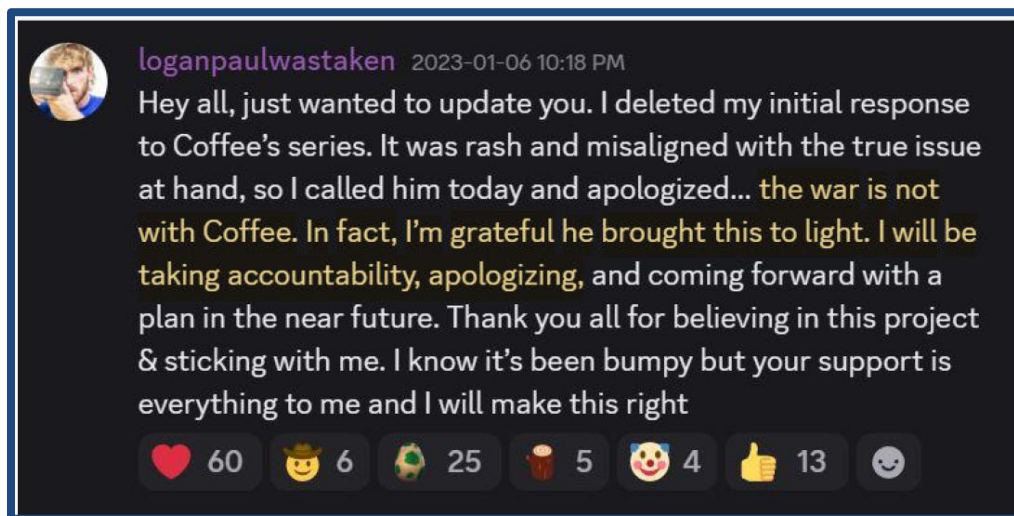 loganpaulwastaken 2023-01-06 10:18 PM
Hey all, just wanted to update you. I deleted my initial response
to Coffee’s series. It was rash and misaligned with the true issue
at hand, so I called him today and apologized... the war is not
with Coffee. In fact, I’m grateful he brought this to light. I will be
taking accountability, apologizing, and coming forward with a
plan in the near future. Thank you all for believing in this project
& sticking with me. I know it’s been bumpy but your support is
everything to me and I will make this right
60 6 25 5 4 13